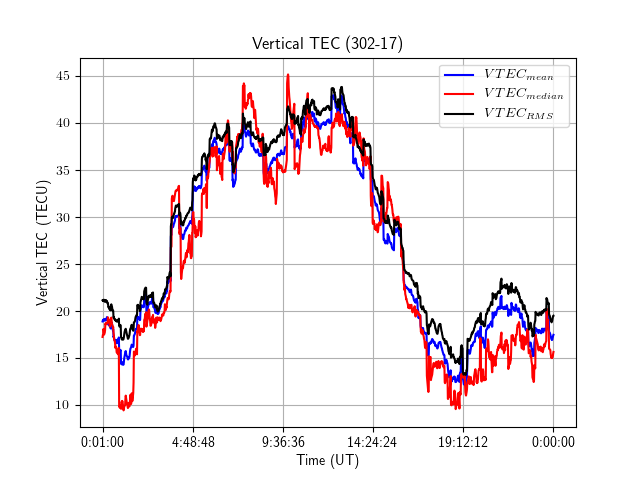 Vertical TEC (302-17)
VTEC_mean
VTEC_median
VTEC_RMS
Vertical TEC (TECU)
45
40
35
30
25
20
15
10
0:01:00 4:48:48 9:36:36 14:24:24 19:12:12 0:00:00
Time (UT)